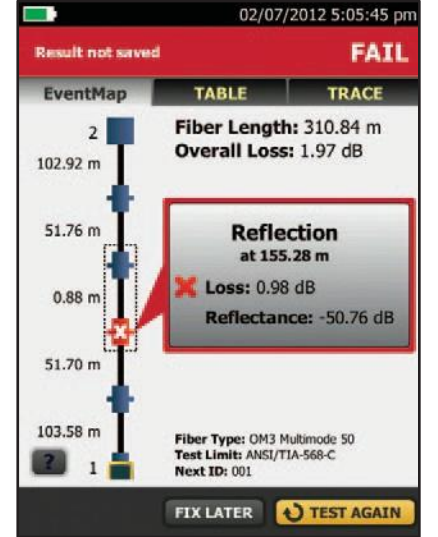 02/07/2012 5:05:45 pm
Result not saved
FAIL
EventMap
TABLE
TRACE
2
Fiber Length: 310.84 m
Overall Loss: 1.97 dB
102.92 m
51.76 m
Reflection
at 155.28 m
Loss: 0.98 dB
0.88 m
Reflectance: -50.76 dB
51.70 m
103.58 m
Fiber Type: OM3 Multimode 50
Test Limit: ANSI/TIA-568-C
Next ID: 001
? 1
FIX LATER
TEST AGAIN